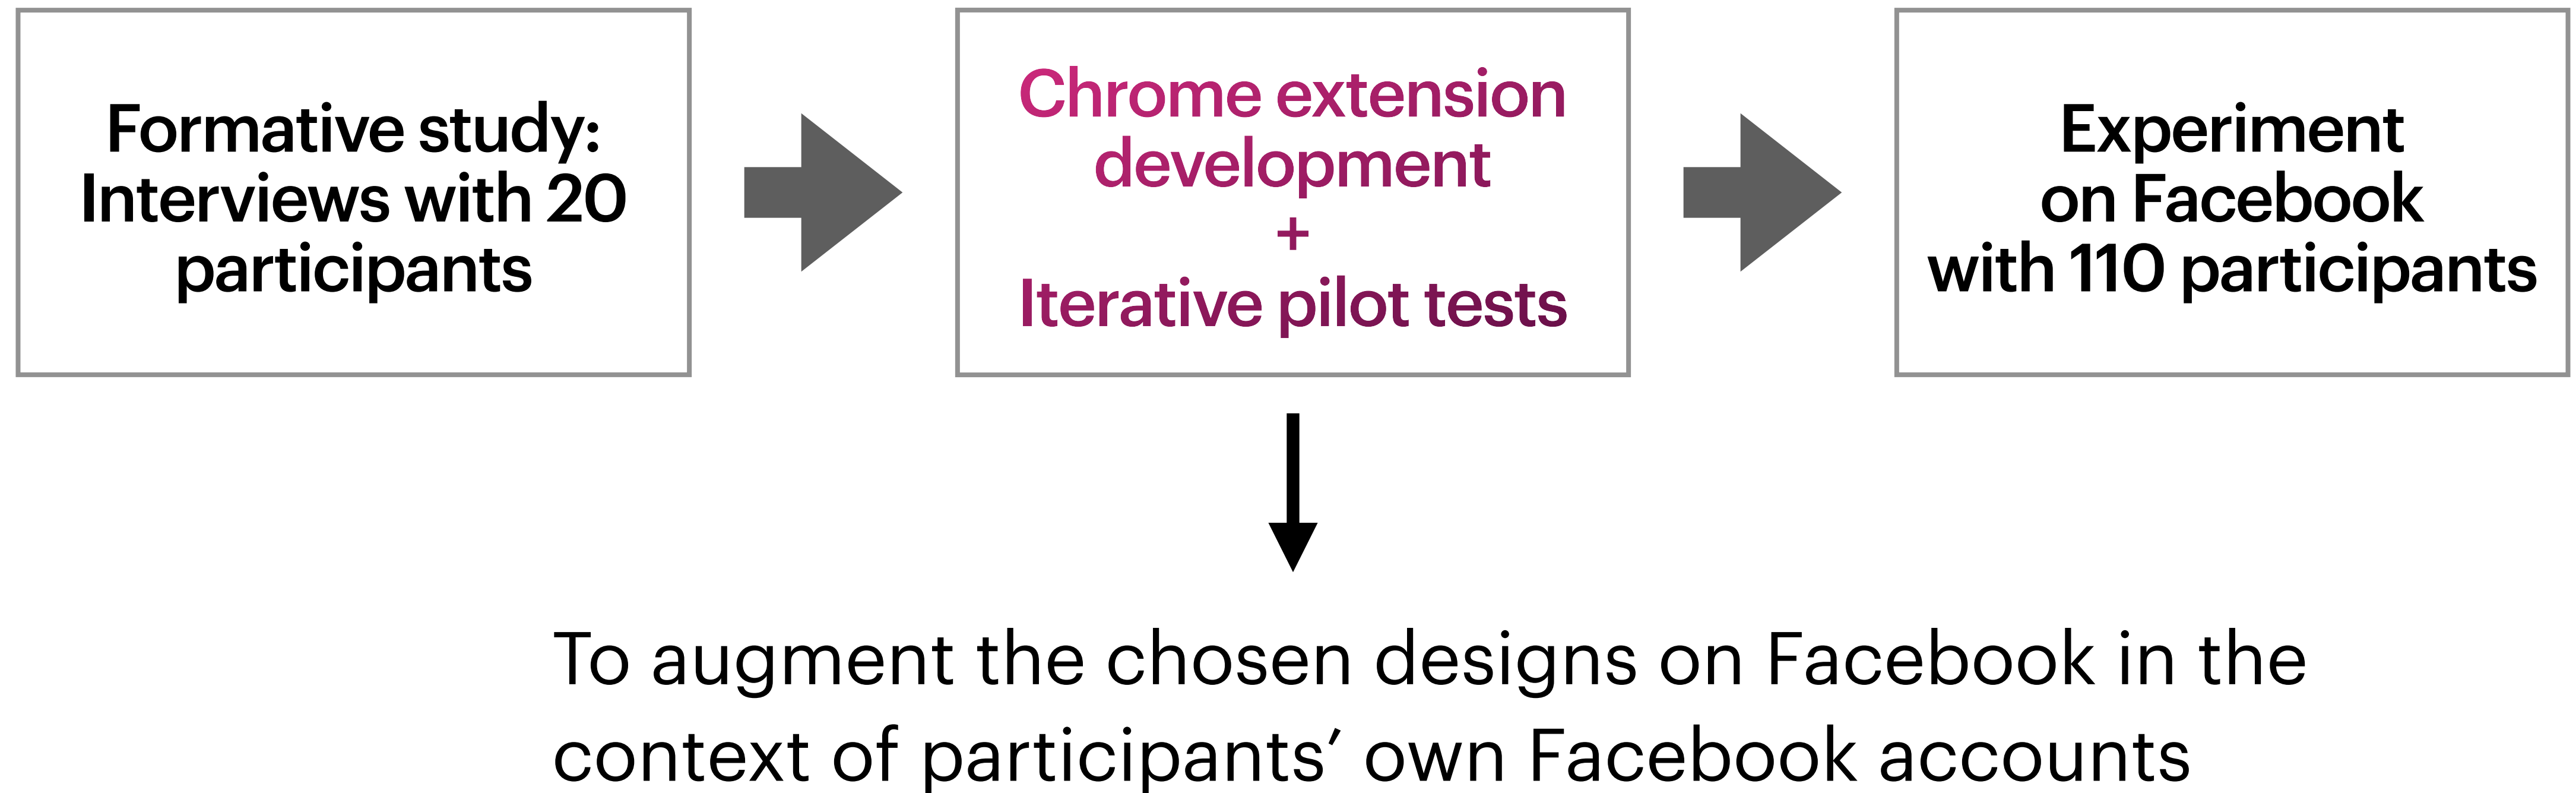 Formative study:
Interviews with 20
participants
Chrome extension
development
+
Iterative pilot tests
Experiment
on Facebook
with 110 participants
To augment the chosen designs on Facebook in the
context of participants′ own Facebook accounts